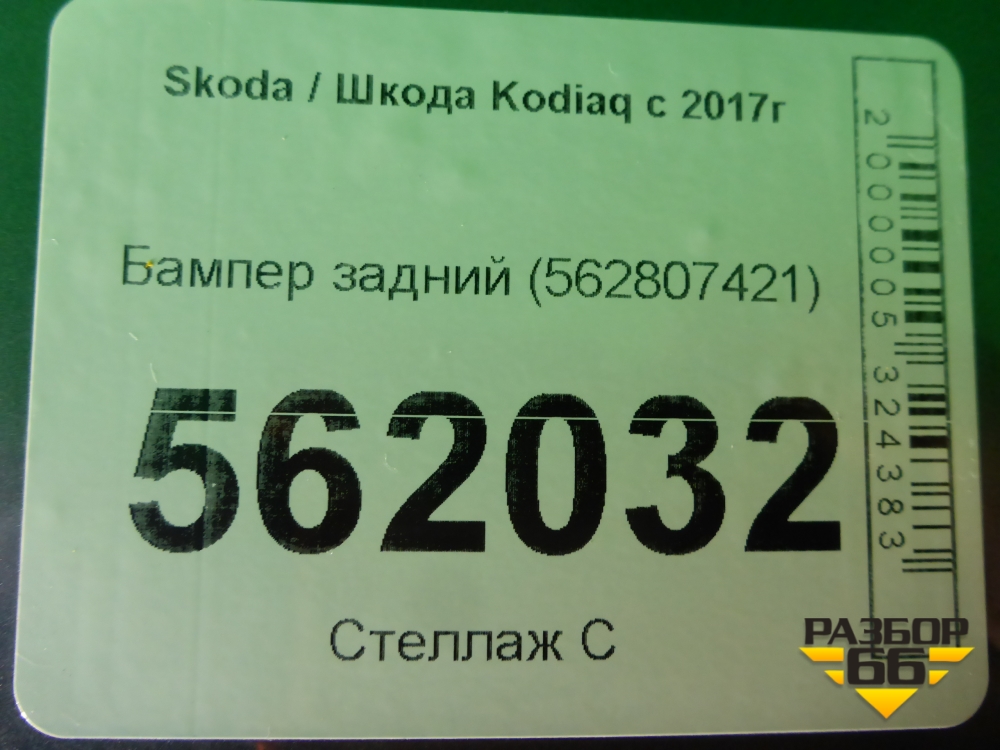 Skoda / Шкода Kodiaq с 2017г
Бампер задний (562807421)
562032
Стеллаж С
2000005324383
РАЗБОР
66